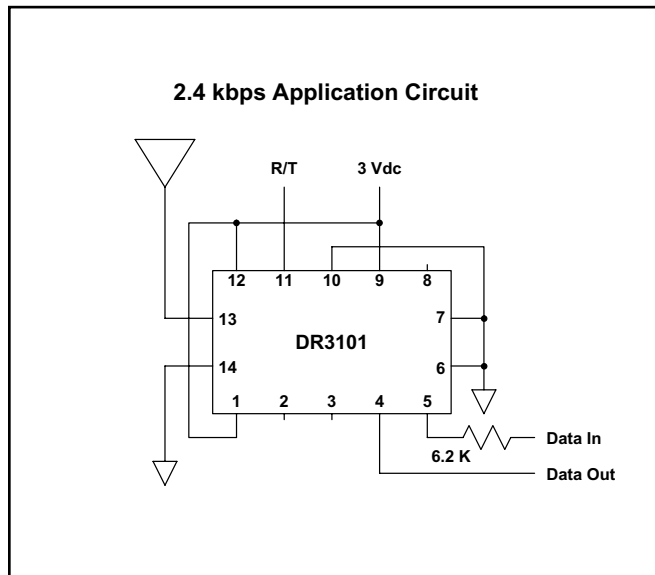 2.4 kbps Application Circuit
R/T
3 Vdc
12
11
10
9
8
13
7
DR3101
14
6
1
2
3
4
5
Data In
6.2 K
Data Out